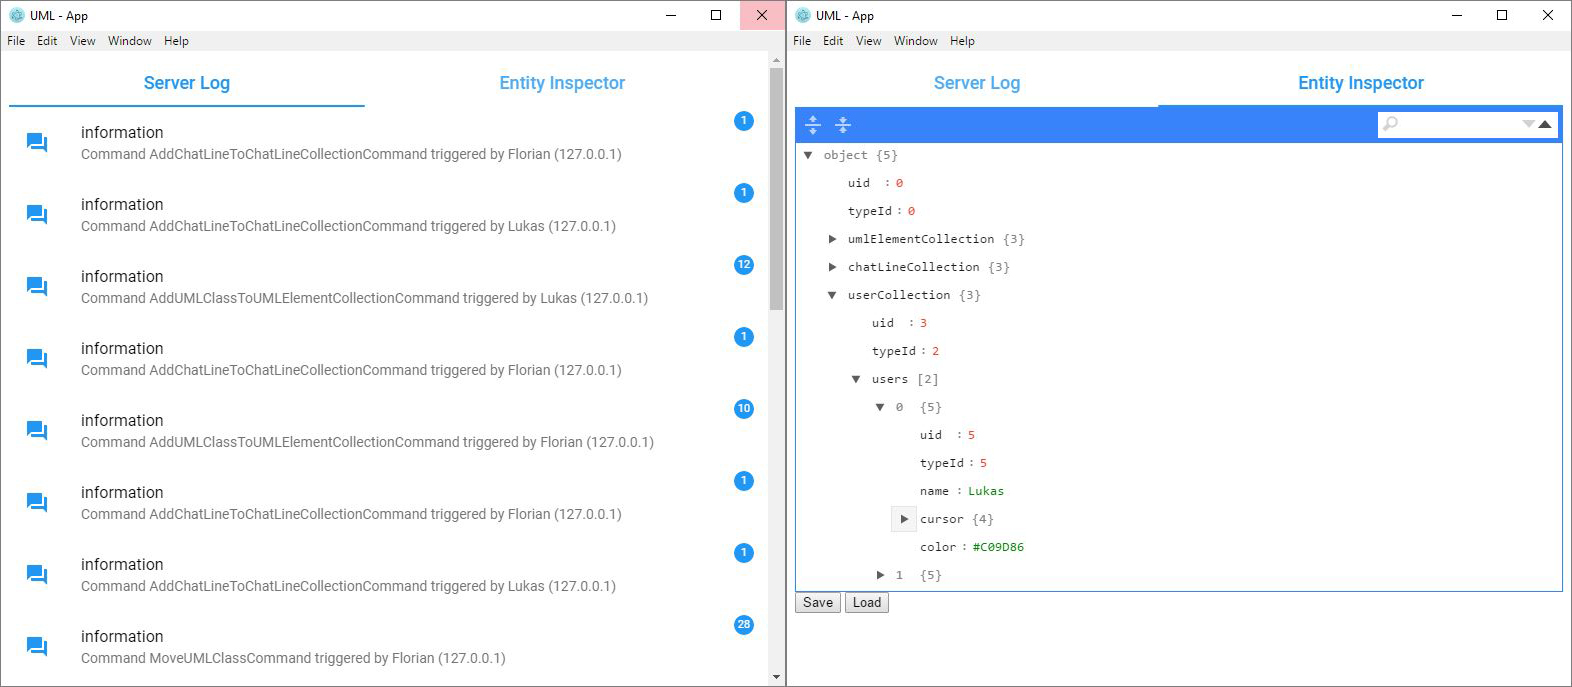 UML - App
File Edit View Window Help
Server Log Entity Inspector
1
information
Command AddChatLineToChatLineCollectionCommand triggered by Florian (127.0.0.1)
1
information
Command AddChatLineToChatLineCollectionCommand triggered by Lukas (127.0.0.1)
12
information
Command AddUMLClassToUMLElementCollectionCommand triggered by Lukas (127.0.0.1)
1
information
Command AddChatLineToChatLineCollectionCommand triggered by Florian (127.0.0.1)
10
information
Command AddUMLClassToUMLElementCollectionCommand triggered by Florian (127.0.0.1)
1
information
Command AddChatLineToChatLineCollectionCommand triggered by Florian (127.0.0.1)
1
information
Command AddChatLineToChatLineCollectionCommand triggered by Lukas (127.0.0.1)
28
information
Command MoveUMLClassCommand triggered by Florian (127.0.0.1)
UML - App
File Edit View Window Help
Server Log Entity Inspector
object {5}
uid : 0
typeId : 0
umlElementCollection {3}
chatLineCollection {3}
userCollection {3}
uid : 3
typeId : 2
users [2]
0 {5}
uid : 5
typeId : 5
name : Lukas
cursor {4}
color : #C09D86
1 {5}
Save Load